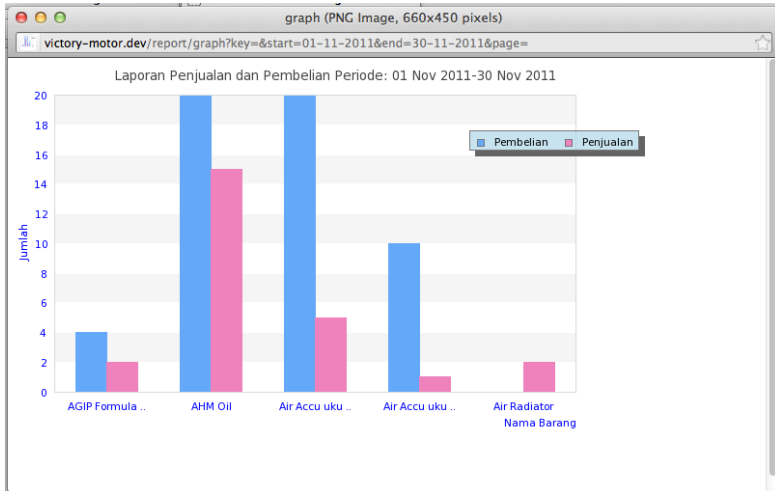 graph (PNG Image, 660x450 pixels)
victory-motor.dev/report/graph?key=&start=01-11-2011&end=30-11-2011&page=
Laporan Penjualan dan Pembelian Periode: 01 Nov 2011-30 Nov 2011
Pembelian Penjualan
20
18
16
14
12
10
8
6
4
2
0
Jumlah
AGIP Formula .. AHM Oil Air Accu uku .. Air Accu uku .. Air Radiator
Nama Barang